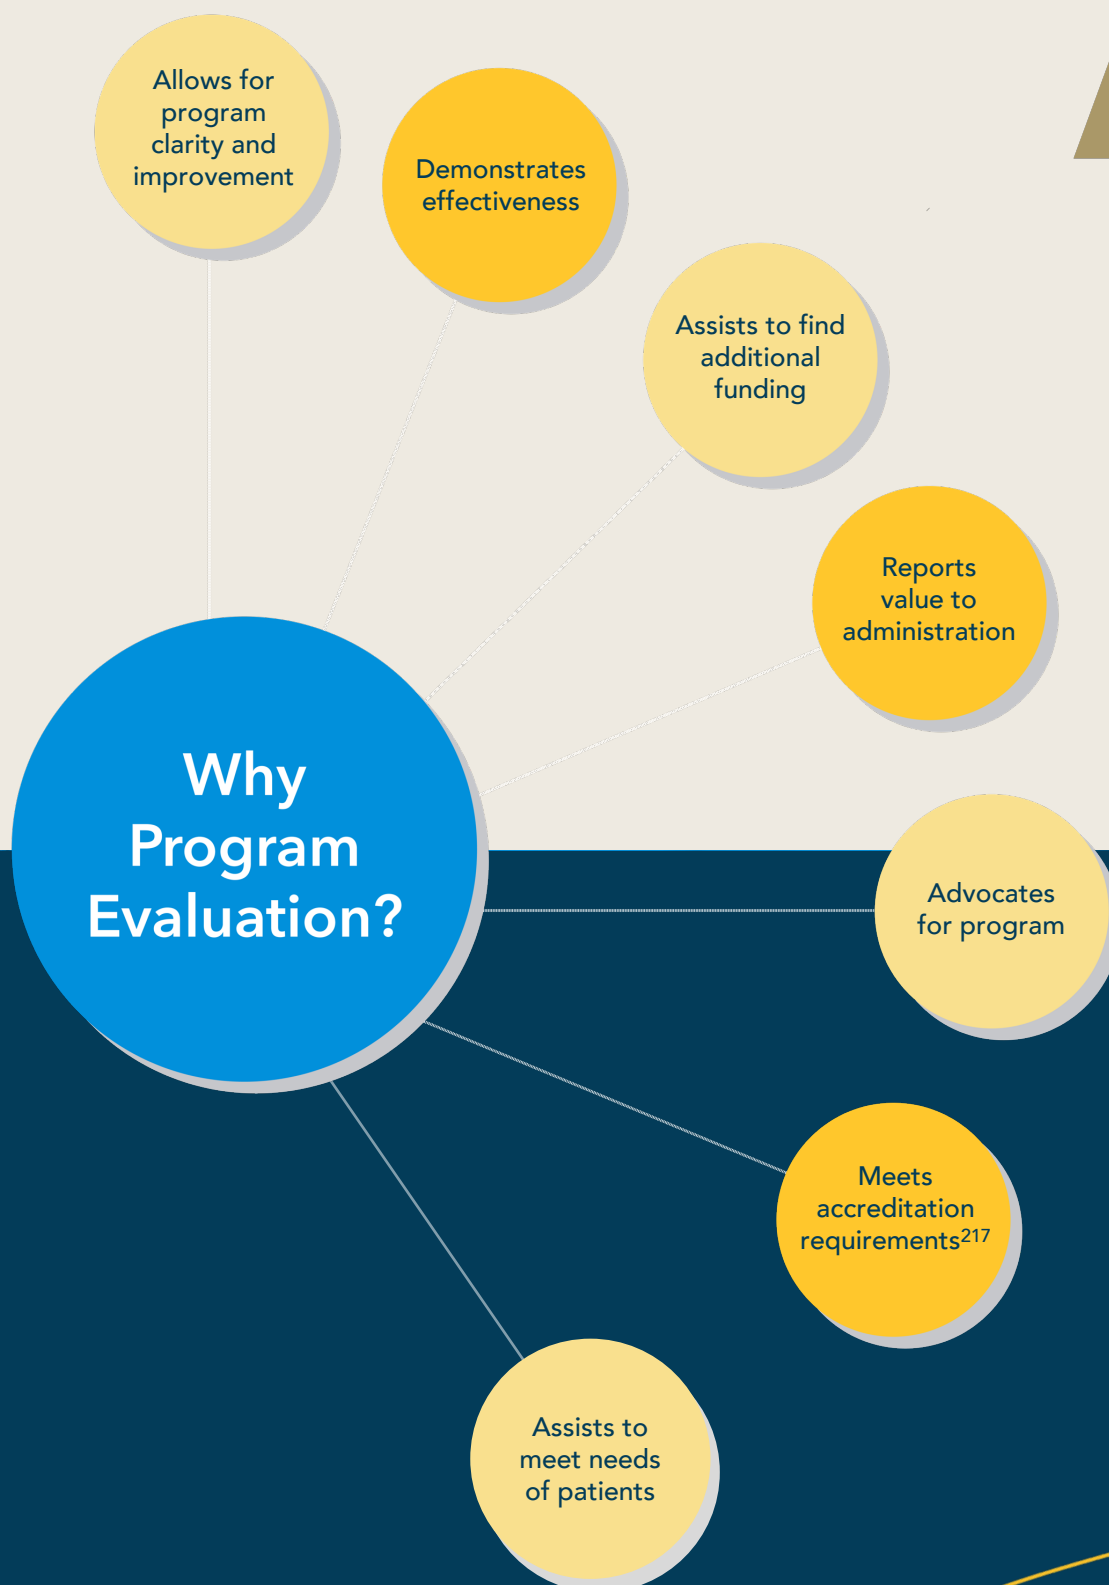 Allows for
program
clarity and
improvement
Demonstrates
effectiveness
Assists to find
additional
funding
Reports
value to
administration
Why
Program
Evaluation?
Advocates
for program
Meets
accreditation
requirements²¹⁷
Assists to
meet needs
of patients